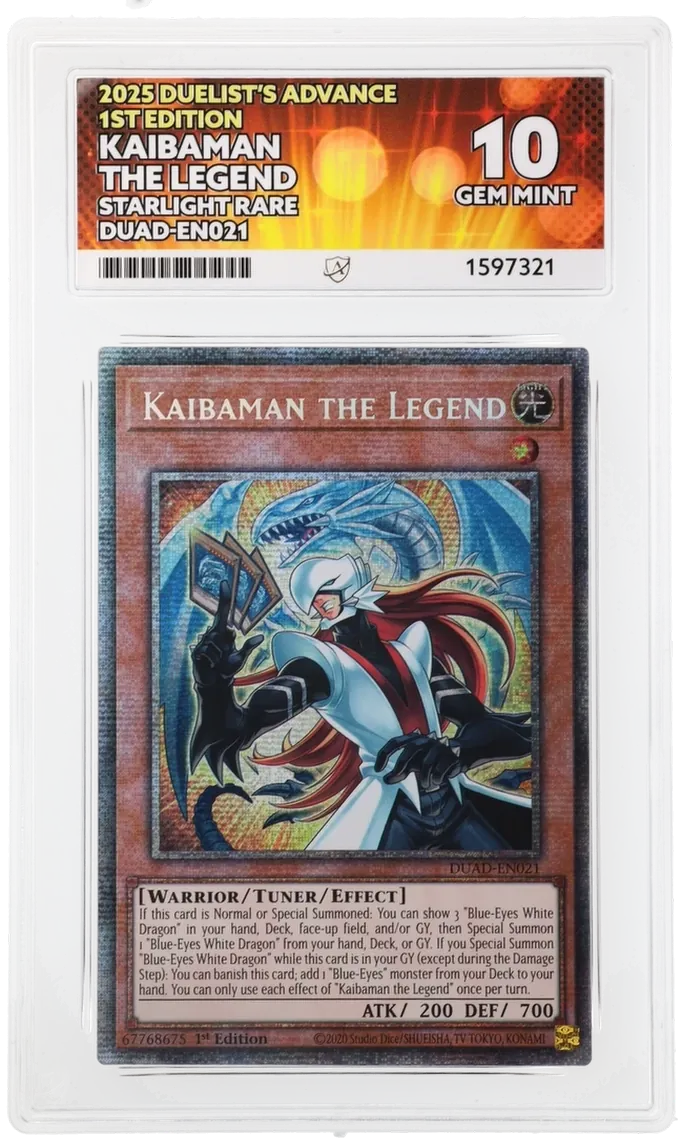 2025 DUELIST'S ADVANCE
1ST EDITION
KAIBAMAN
THE LEGEND
STARLIGHT RARE
DUAD-EN021
10
GEM MINT
1597321
KAIBAMAN THE LEGEND
LIGHT
光
DUAD-EN021
[WARRIOR/TUNER/EFFECT]
If this card is Normal or Special Summoned: You can show 3 "Blue-Eyes White
Dragon" in your hand, Deck, face-up field, and/or GY, then Special Summon
1 "Blue-Eyes White Dragon" from your hand, Deck, or GY. If you Special Summon
"Blue-Eyes White Dragon" while this card is in your GY (except during the Damage
Step): You can banish this card; add 1 "Blue-Eyes" monster from your Deck to your
hand. You can only use each effect of "Kaibaman the Legend" once per turn.
ATK/ 200 DEF/ 700
67768675 1st Edition ©2020 Studio Dice/SHUEISHA, TV TOKYO, KONAMI